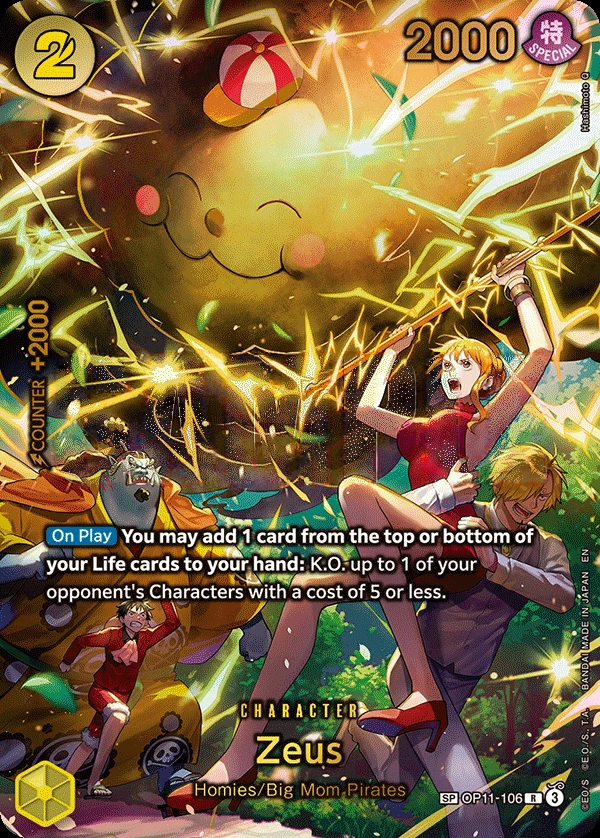 2
2000
特
SPECIAL
Hashimoto Q
COUNTER +2000
On Play You may add 1 card from the top or bottom of
your Life cards to your hand: K.O. up to 1 of your
opponent's Characters with a cost of 5 or less.
CHARACTER
Zeus
Homies/Big Mom Pirates
SP OP11-106 R 3
©E.O/S ©E.O./S., T.A. BANDAI MADE IN JAPAN EN